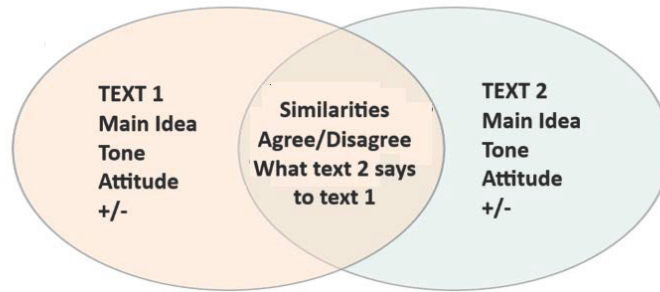 TEXT 1
Main Idea
Tone
Attitude
+/-
Similarities
Agree/Disagree
What text 2 says
to text 1
TEXT 2
Main Idea
Tone
Attitude
+/-